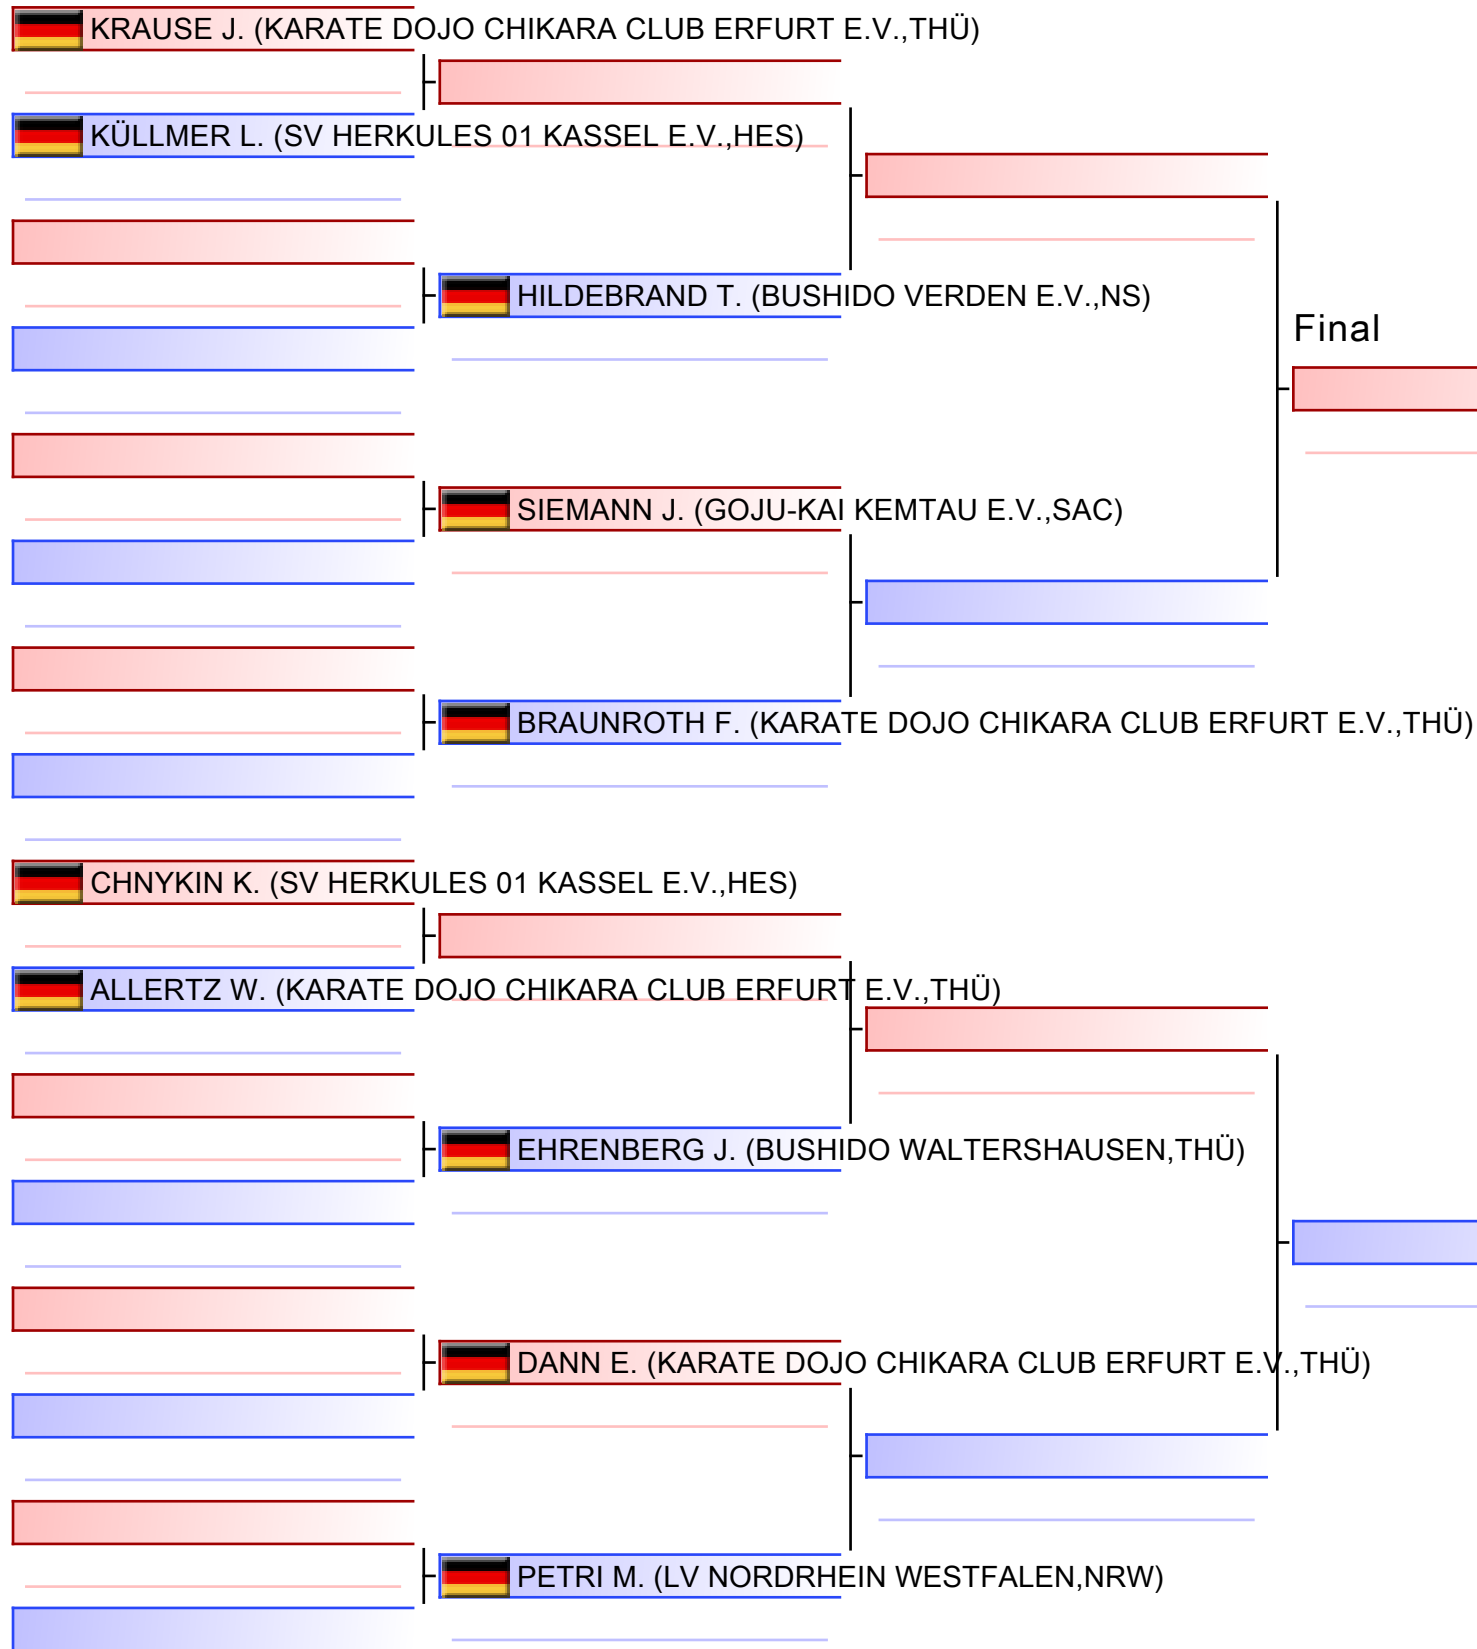 KRAUSE J. (KARATE DOJO CHIKARA CLUB ERFURT E.V.,THÜ)
KÜLLMER L. (SV HERKULES 01 KASSEL E.V.,HES)
HILDEBRAND T. (BUSHIDO VERDEN E.V.,NS)
Final
SIEMANN J. (GOJU-KAI KEMTAU E.V.,SAC)
BRAUNROTH F. (KARATE DOJO CHIKARA CLUB ERFURT E.V.,THÜ)
CHNYKIN K. (SV HERKULES 01 KASSEL E.V.,HES)
ALLERTZ W. (KARATE DOJO CHIKARA CLUB ERFURT E.V.,THÜ)
EHRENBERG J. (BUSHIDO WALTERSHAUSEN,THÜ)
DANN E. (KARATE DOJO CHIKARA CLUB ERFURT E.V.,THÜ)
PETRI M. (LV NORDRHEIN WESTFALEN,NRW)